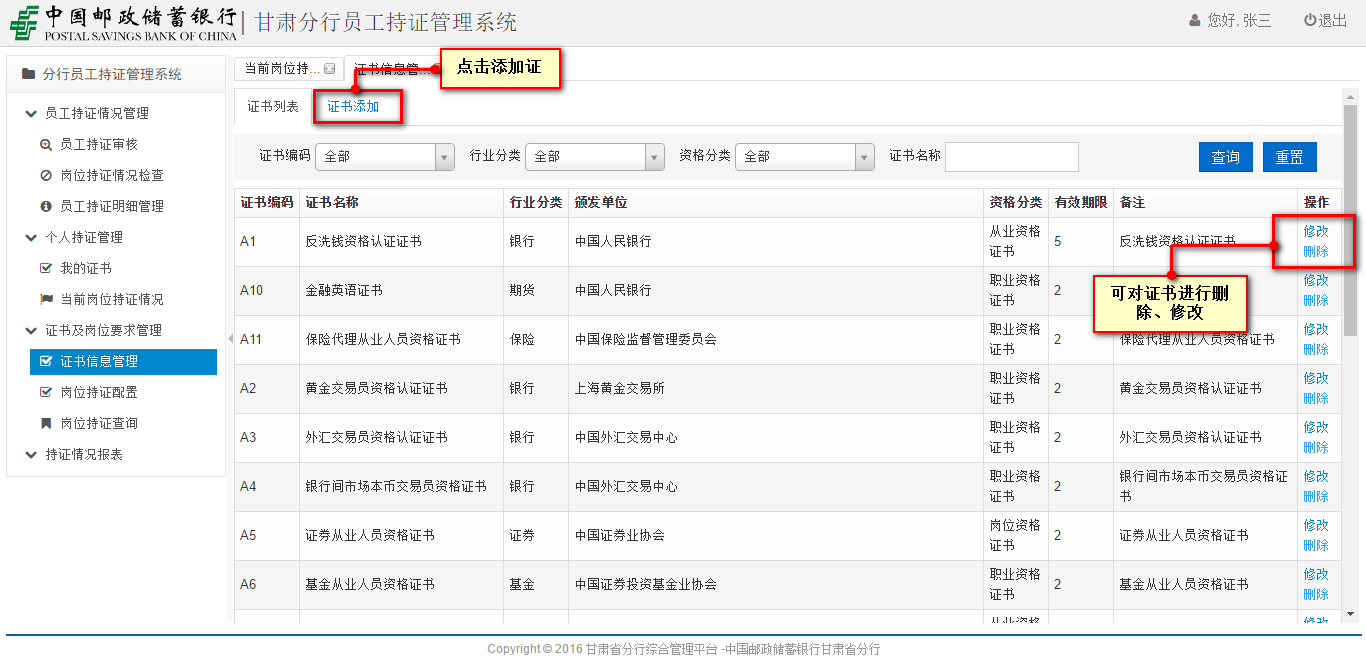 中国邮政储蓄银行
POSTAL SAVINGS BANK OF CHINA
甘肃分行员工持证管理系统
您好, 张三
退出
分行员工持证管理系统
员工持证情况管理
员工持证审核
岗位持证情况检查
员工持证明细管理
个人持证管理
我的证书
当前岗位持证情况
证书及岗位要求管理
证书信息管理
岗位持证配置
岗位持证查询
持证情况报表
当前岗位持...
证书信息管...
点击添加证
证书列表
证书添加
证书编码 全部 行业分类 全部 资格分类 全部 证书名称 查询 重置
证书编码 证书名称 行业分类 颁发单位 资格分类 有效期限 备注 操作
A1 反洗钱资格认证证书 银行 中国人民银行 从业资格证书 5 反洗钱资格认证证书 修改 删除
A10 金融英语证书 期货 中国人民银行 职业资格证书 2 修改 删除
可对证书进行删
除、修改
A11 保险代理从业人员资格证书 保险 中国保险监督管理委员会 职业资格证书 2 保险代理从业人员资格证书 修改 删除
A2 黄金交易员资格认证证书 银行 上海黄金交易所 职业资格证书 2 黄金交易员资格认证证书 修改 删除
A3 外汇交易员资格认证证书 银行 中国外汇交易中心 职业资格证书 2 外汇交易员资格认证证书 修改 删除
A4 银行间市场本币交易员资格证书 银行 中国外汇交易中心 职业资格证书 2 银行间市场本币交易员资格证书 修改 删除
A5 证券从业人员资格证书 证券 中国证券业协会 岗位资格证书 2 证券从业人员资格证书 修改 删除
A6 基金从业人员资格证书 基金 中国证券投资基金业协会 职业资格证书 2 基金从业人员资格证书 修改 删除
Copyright © 2016 甘肃省分行综合管理平台 -中国邮政储蓄银行甘肃省分行